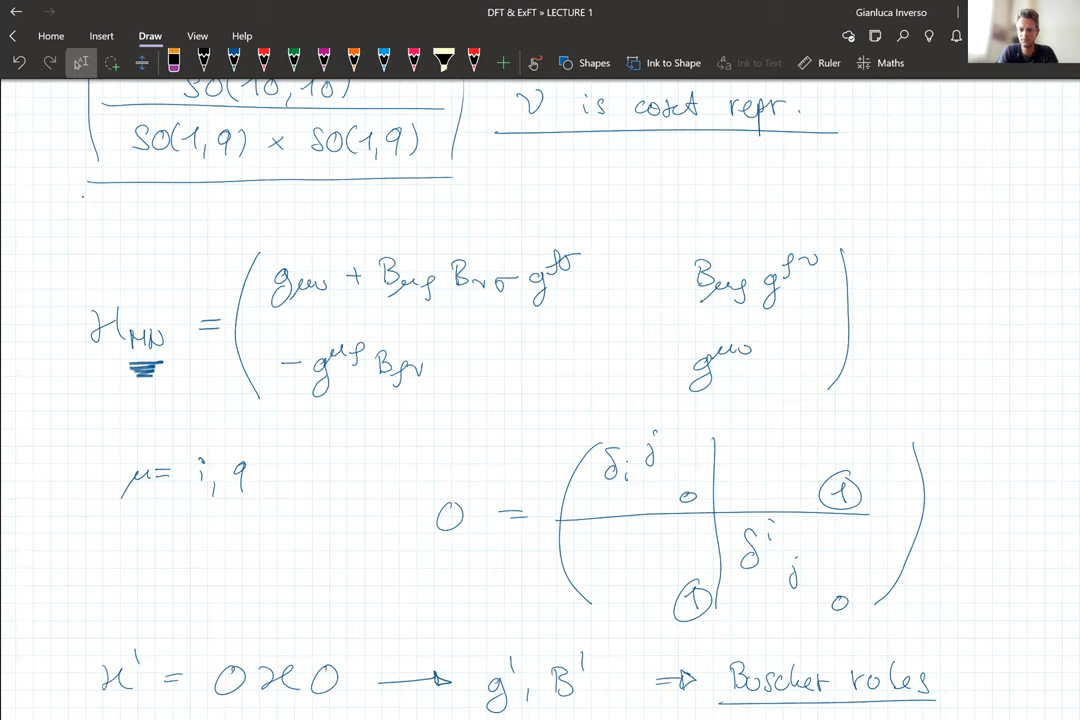 DFT & ExFT » LECTURE 1
Gianluca Inverso
Home Insert Draw View Help
Shapes Ink to Shape Ink to Text Ruler Maths
SO(10,10)
SO(1,9) × SO(1,9)
𝒱 is coset repr.
ℋ_MN = ( g_μν + B_μρ B_νσ g^ρσ B_μρ g^ρν
− g^μρ B_ρν g^μν )
μ = i, 9
O = ( δ_i^j 0 1
1 δ^i_j 0 )
ℋ' = O ℋ O → g', B' ⇒ Buscher rules